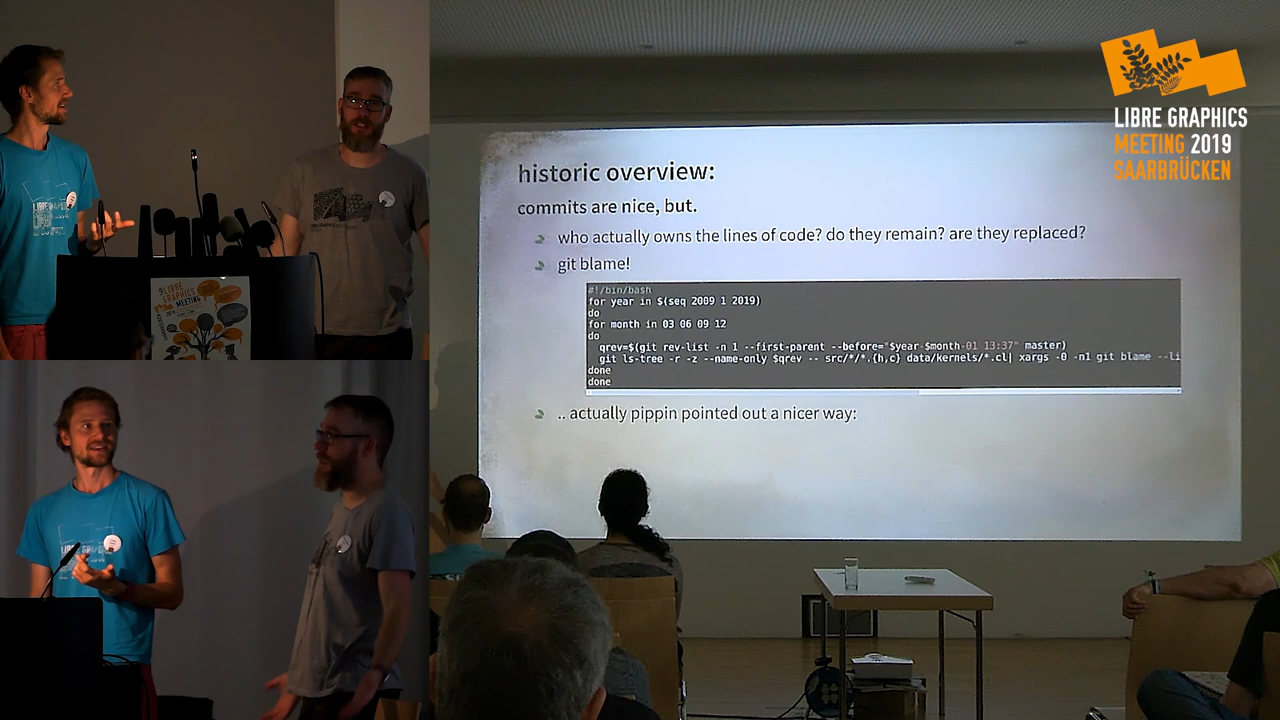 LIBRE GRAPHICS
MEETING 2019
SAARBRÜCKEN
historic overview:
commits are nice, but.
who actually owns the lines of code? do they remain? are they replaced?
git blame!
#!/bin/bash
for year in $(seq 2009 1 2019)
do
for month in 03 06 09 12
do
qrev=$(git rev-list -n 1 --first-parent --before="$year-$month-01 13:37" master)
git ls-tree -r -z --name-only $qrev -- src/*/*.{h,c} data/kernels/*.cl| xargs -0 -n1 git blame --li
done
done
.. actually pippin pointed out a nicer way:
LIBRE
GRAPHICS
MEETING